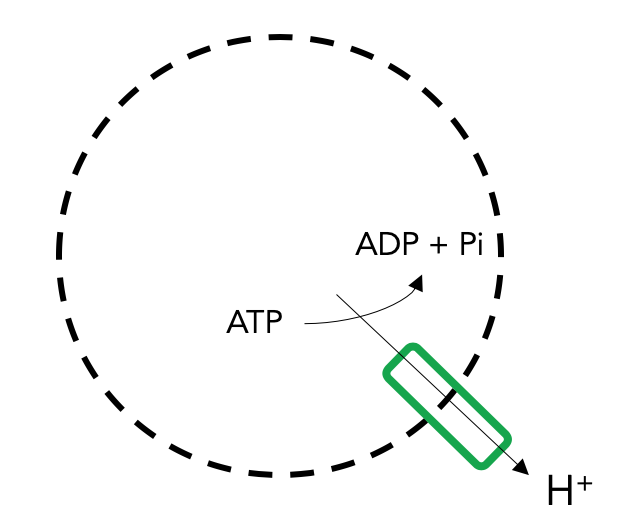 ADP + Pi
ATP
H⁺